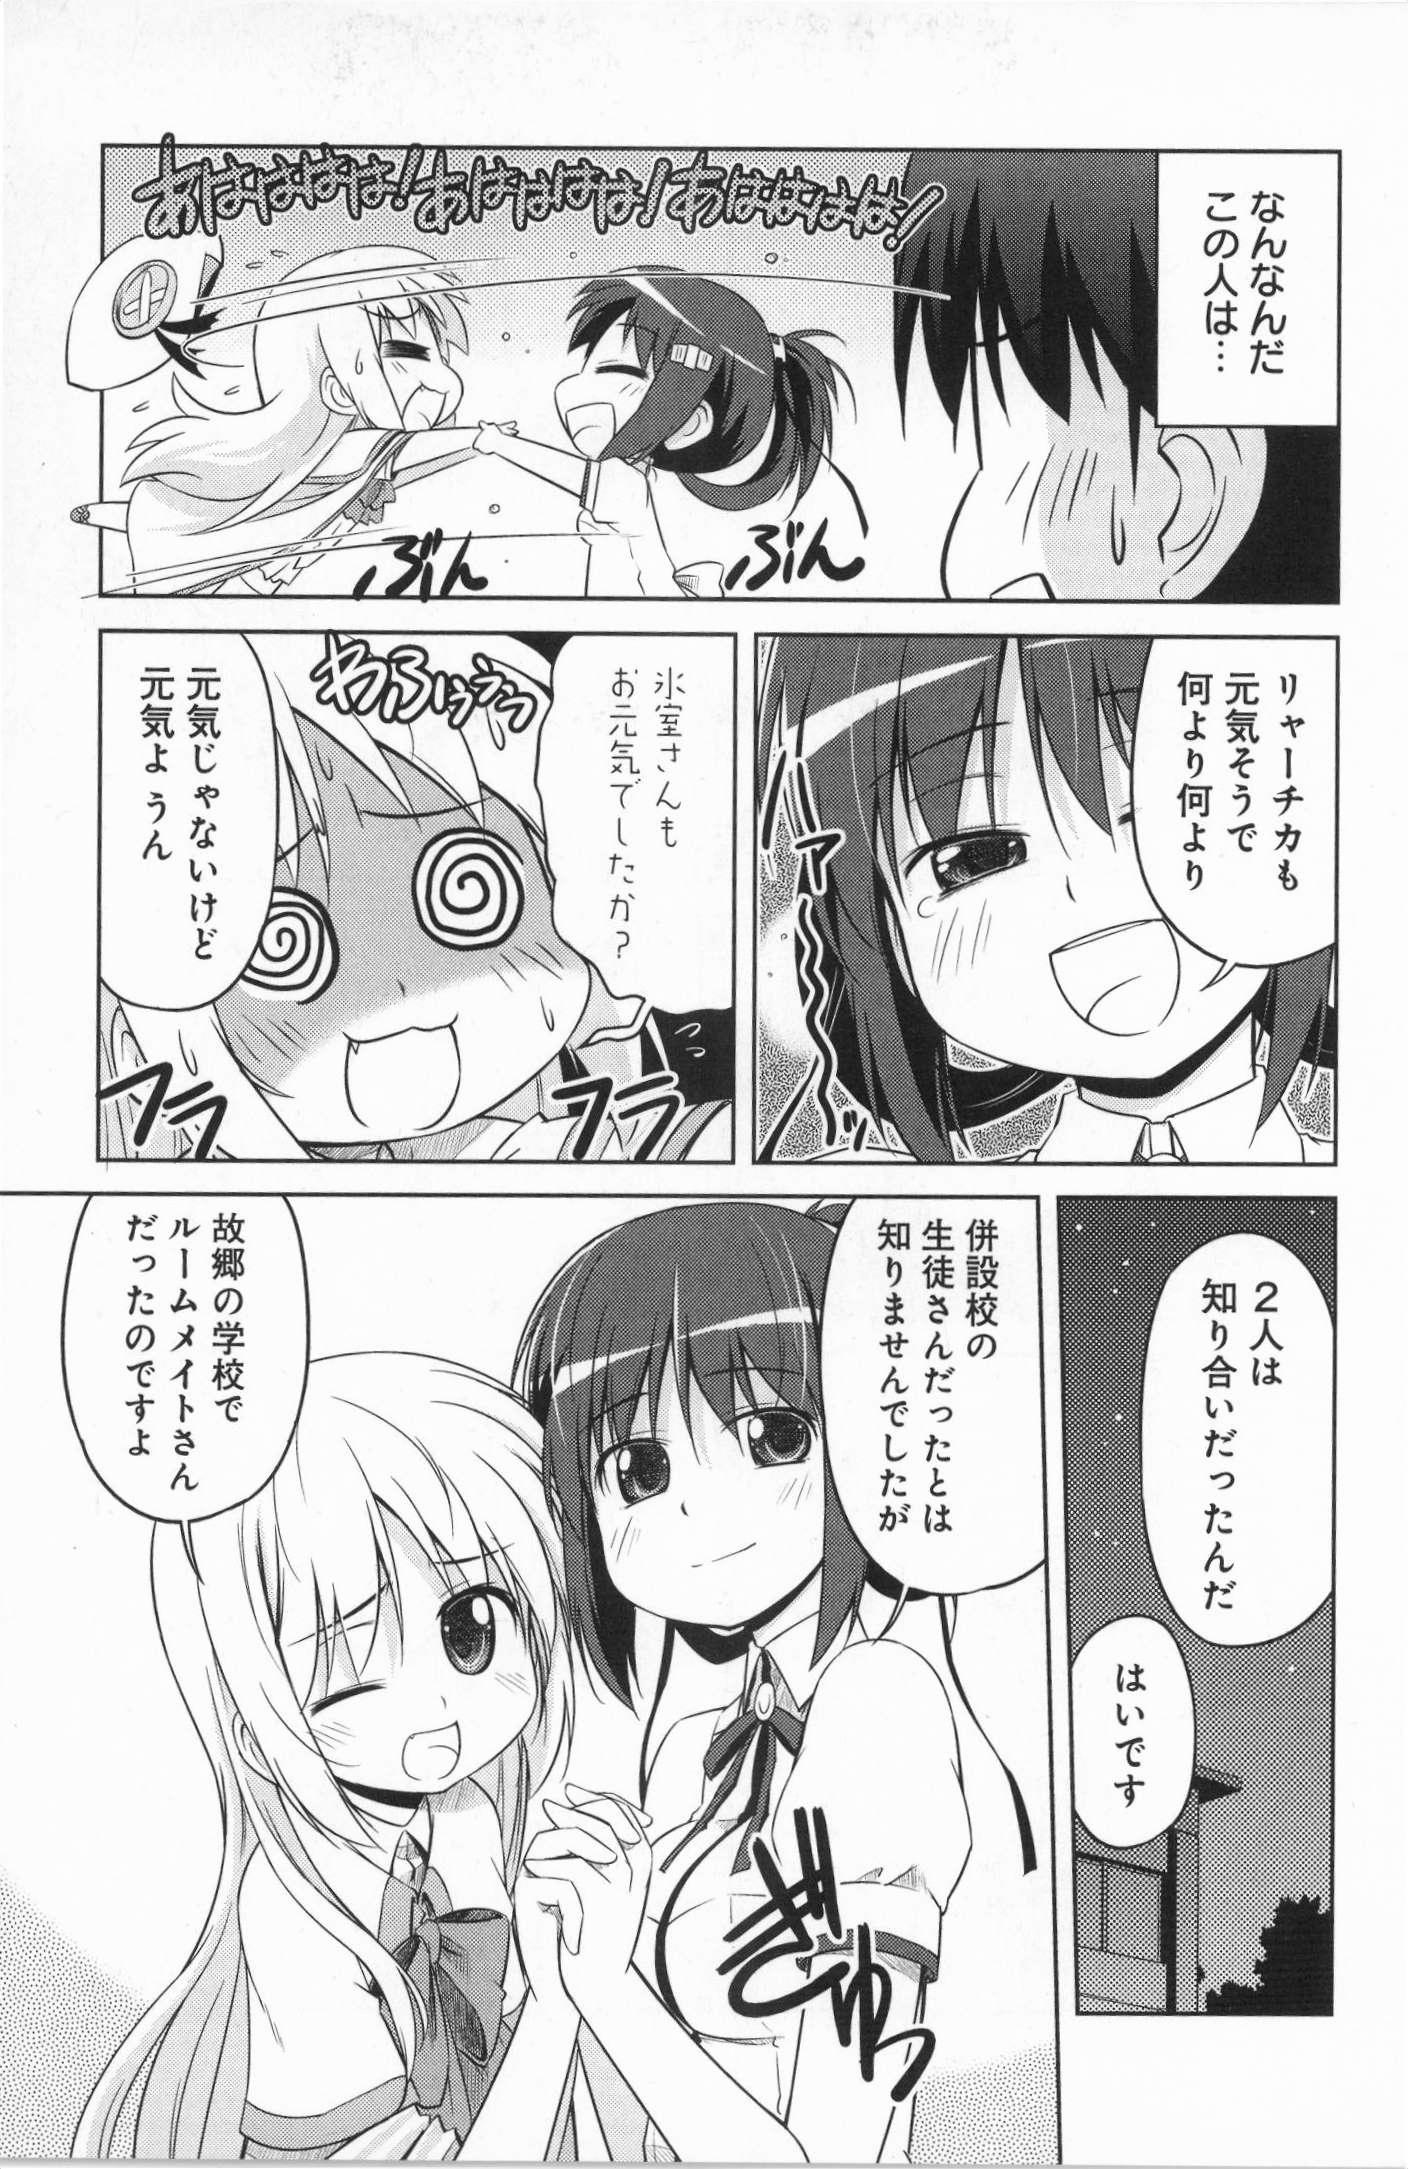 なんなんだ
この人は…
あはははは！あはははは！あはははは！
ぶん
ぶん
リャーチカも
元気そうで
何より何より
氷室さんも
お元気でしたか？
わふぅぅぅ
元気じゃないけど
元気よ うん
フラ
フラ
2人は
知り合いだったんだ
はいです
併設校の
生徒さんだったとは
知りませんでしたが
故郷の学校で
ルームメイトさん
だったのですよ
ぎゅっ